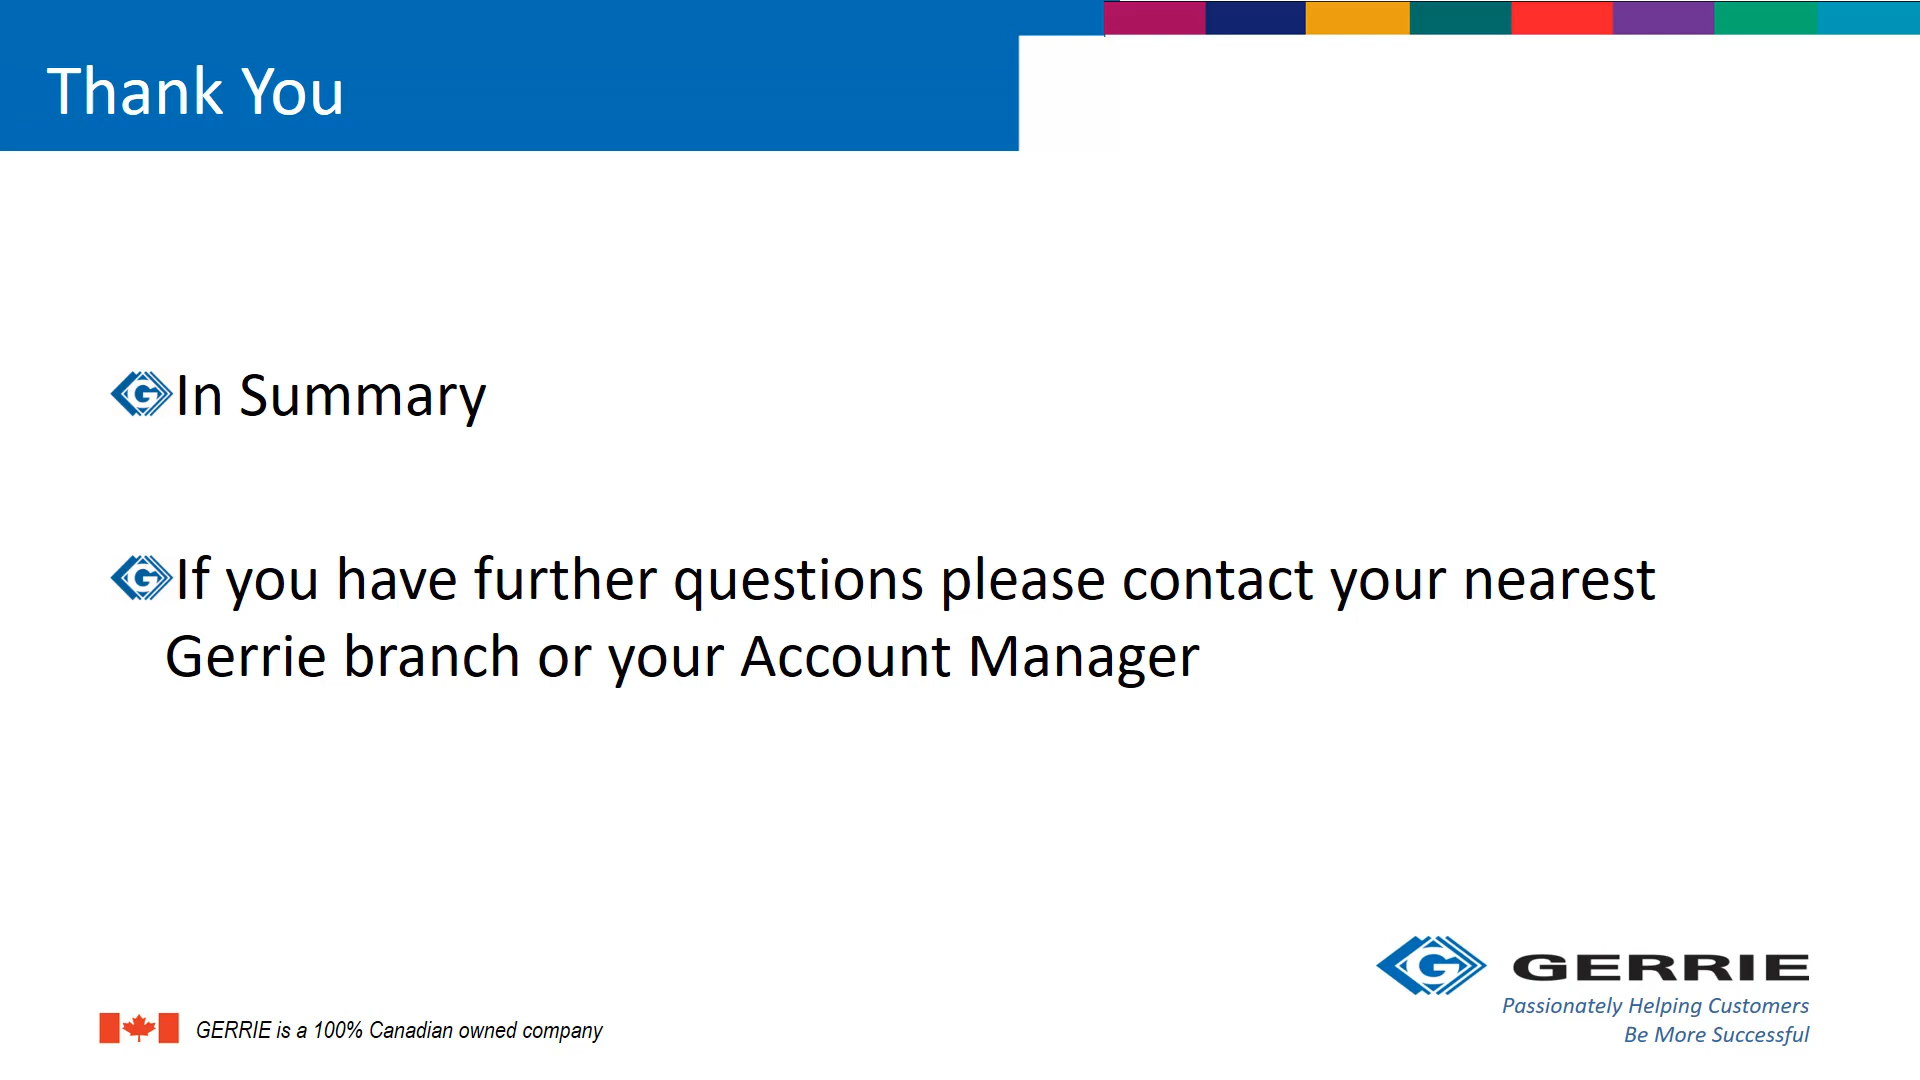 Thank You
In Summary
If you have further questions please contact your nearest
Gerrie branch or your Account Manager
GERRIE
Passionately Helping Customers
Be More Successful
GERRIE is a 100% Canadian owned company